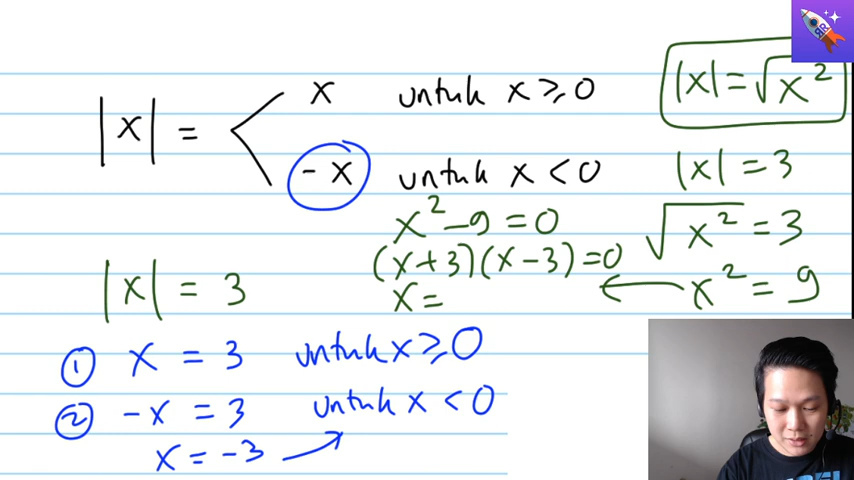 |x| = x untuk x ≥ 0
-x untuk x < 0
|x| = √x²
|x| = 3
√x² = 3
x² = 9
x² - 9 = 0
(x+3)(x-3) = 0
x =
|x| = 3
① x = 3 untuk x ≥ 0
② -x = 3 untuk x < 0
x = -3